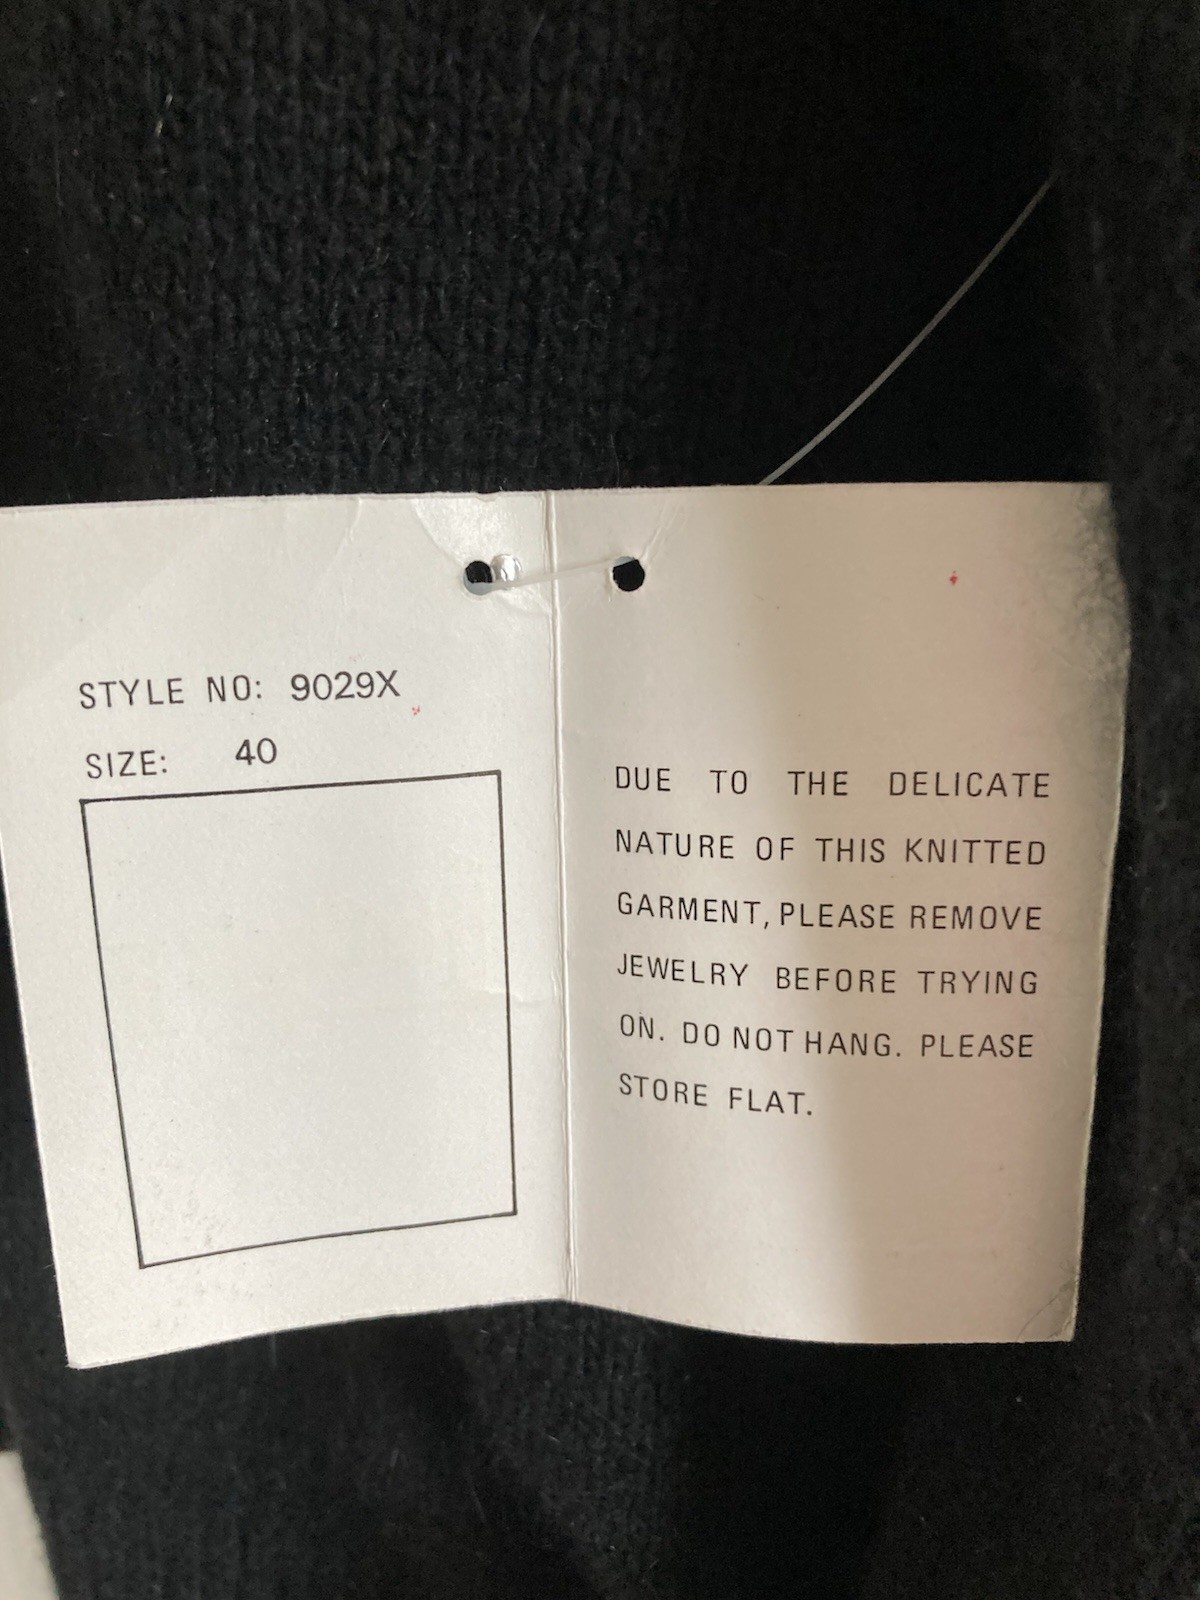 STYLE NO: 9029X
SIZE: 40
DUE TO THE DELICATE
NATURE OF THIS KNITTED
GARMENT, PLEASE REMOVE
JEWELRY BEFORE TRYING
ON. DO NOT HANG. PLEASE
STORE FLAT.